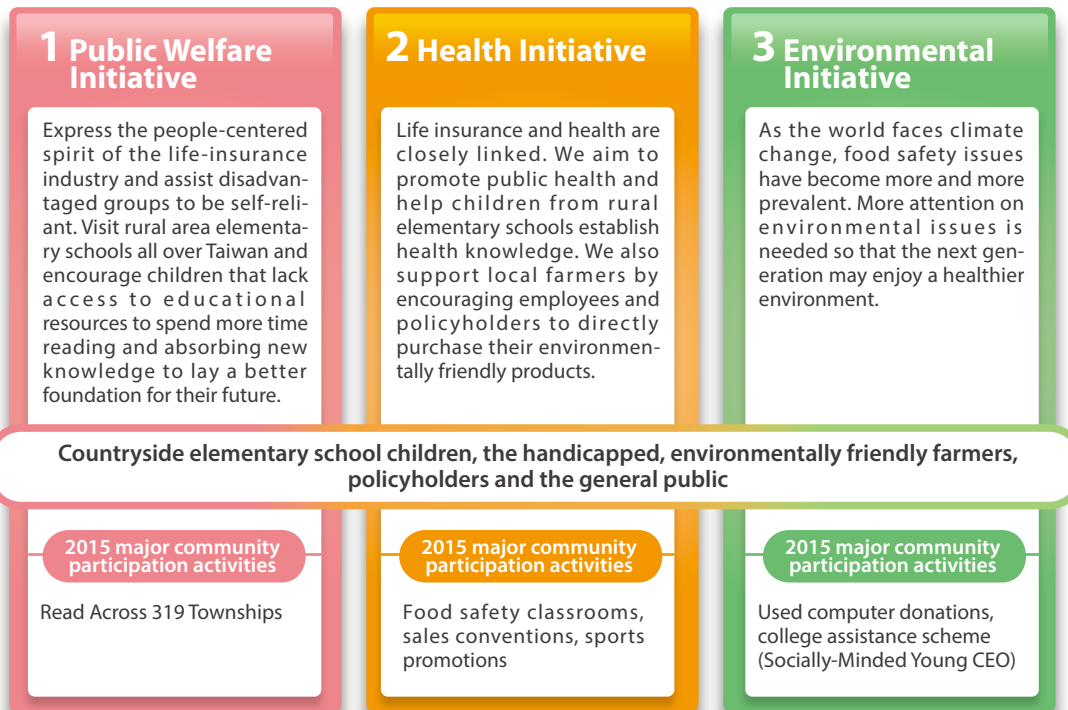 1 Public Welfare
Initiative
Express the people-centered
spirit of the life-insurance
industry and assist disadvan-
taged groups to be self-reli-
ant. Visit rural area elementa-
ry schools all over Taiwan and
encourage children that lack
access to educational
resources to spend more time
reading and absorbing new
knowledge to lay a better
foundation for their future.
2 Health Initiative
Life insurance and health are
closely linked. We aim to
promote public health and
help children from rural
elementary schools establish
health knowledge. We also
support local farmers by
encouraging employees and
policyholders to directly
purchase their environmen-
tally friendly products.
3 Environmental
Initiative
As the world faces climate
change, food safety issues
have become more and more
prevalent. More attention on
environmental issues is
needed so that the next gen-
eration may enjoy a healthier
environment.
Countryside elementary school children, the handicapped, environmentally friendly farmers,
policyholders and the general public
2015 major community
participation activities
Read Across 319 Townships
2015 major community
participation activities
Food safety classrooms,
sales conventions, sports
promotions
2015 major community
participation activities
Used computer donations,
college assistance scheme
(Socially-Minded Young CEO)